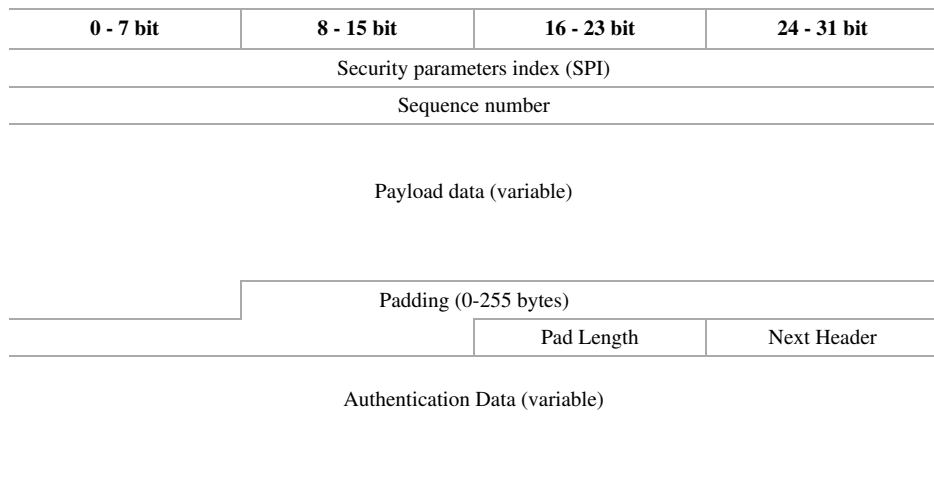 0 - 7 bit 8 - 15 bit 16 - 23 bit 24 - 31 bit
Security parameters index (SPI)
Sequence number
Payload data (variable)
Padding (0-255 bytes)
Pad Length Next Header
Authentication Data (variable)